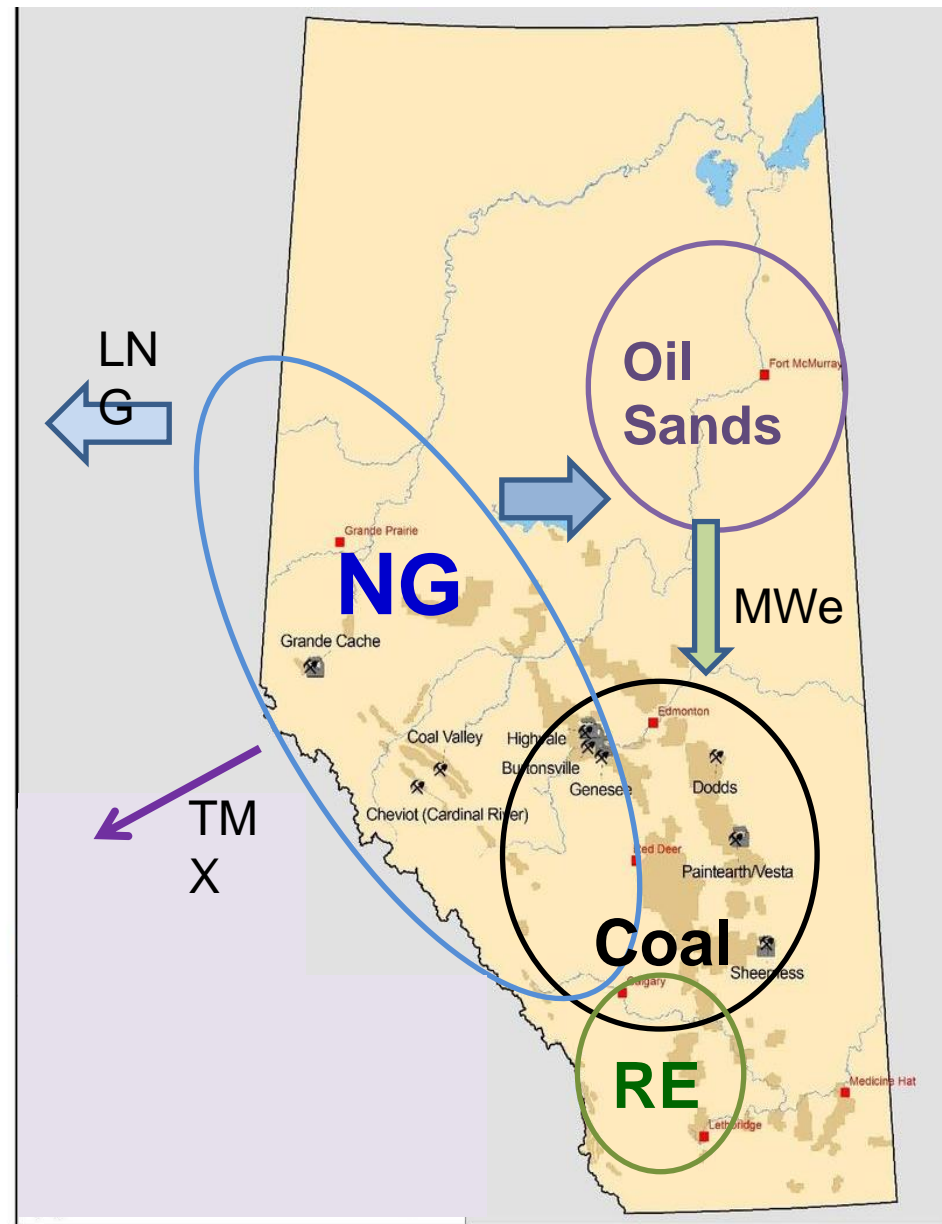 LN
G
Oil
Sands
Fort McMurray
Grande Prairie
NG
MWe
Grande Cache
Edmonton
Coal Valley
Highvale
Burtonsville
Genesee
Dodds
Cheviot (Cardinal River)
TM
X
Red Deer
Paintearth/Vesta
Coal
Sheerness
Calgary
RE
Medicine Hat
Lethbridge